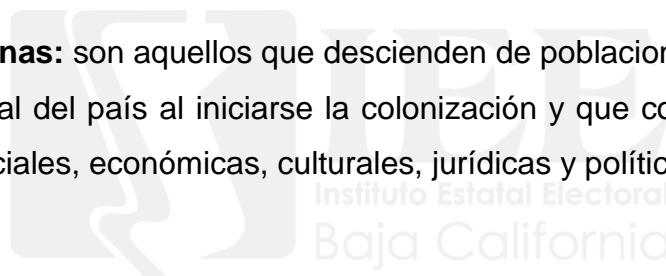 nas: son aquellos que descienden de poblacion
al del país al iniciarse la colonización y que co
ciales, económicas, culturales, jurídicas y polític
IEE
Instituto Estatal Electoral
Baja California